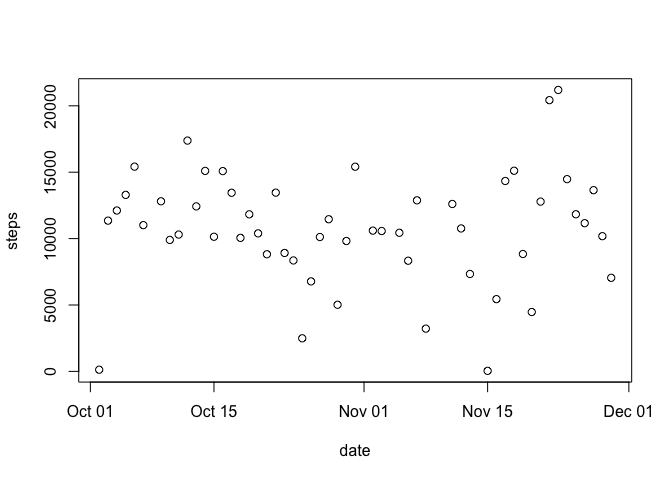 steps
20000
15000
10000
5000
0
Oct 01
Oct 15
Nov 01
Nov 15
Dec 01
date